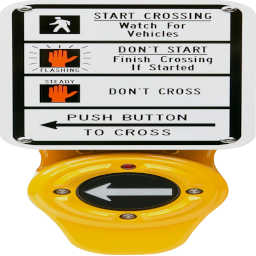 START CROSSING
Watch For
Vehicles
DON'T START
Finish Crossing
If Started
FLASHING
STEADY
DON'T CROSS
PUSH BUTTON
TO CROSS